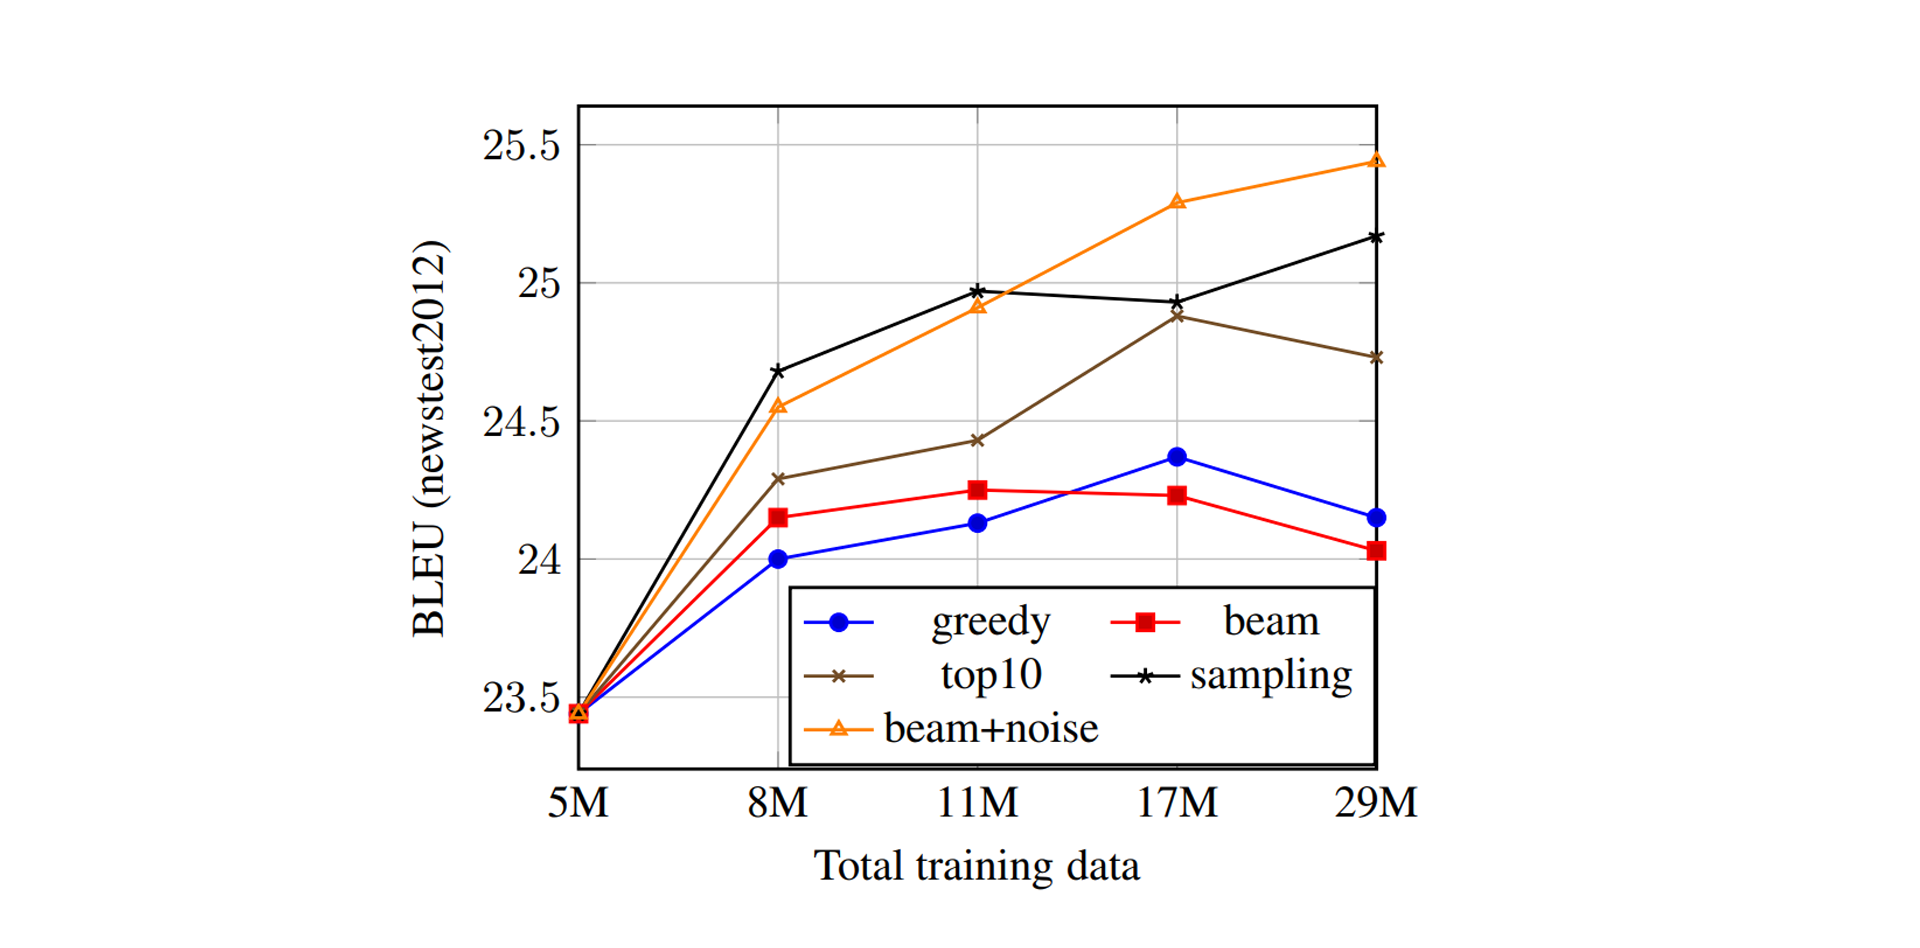 25.5
25
24.5
24
23.5
BLEU (newstest2012)
greedy beam
top10 sampling
beam+noise
5M 8M 11M 17M 29M
Total training data